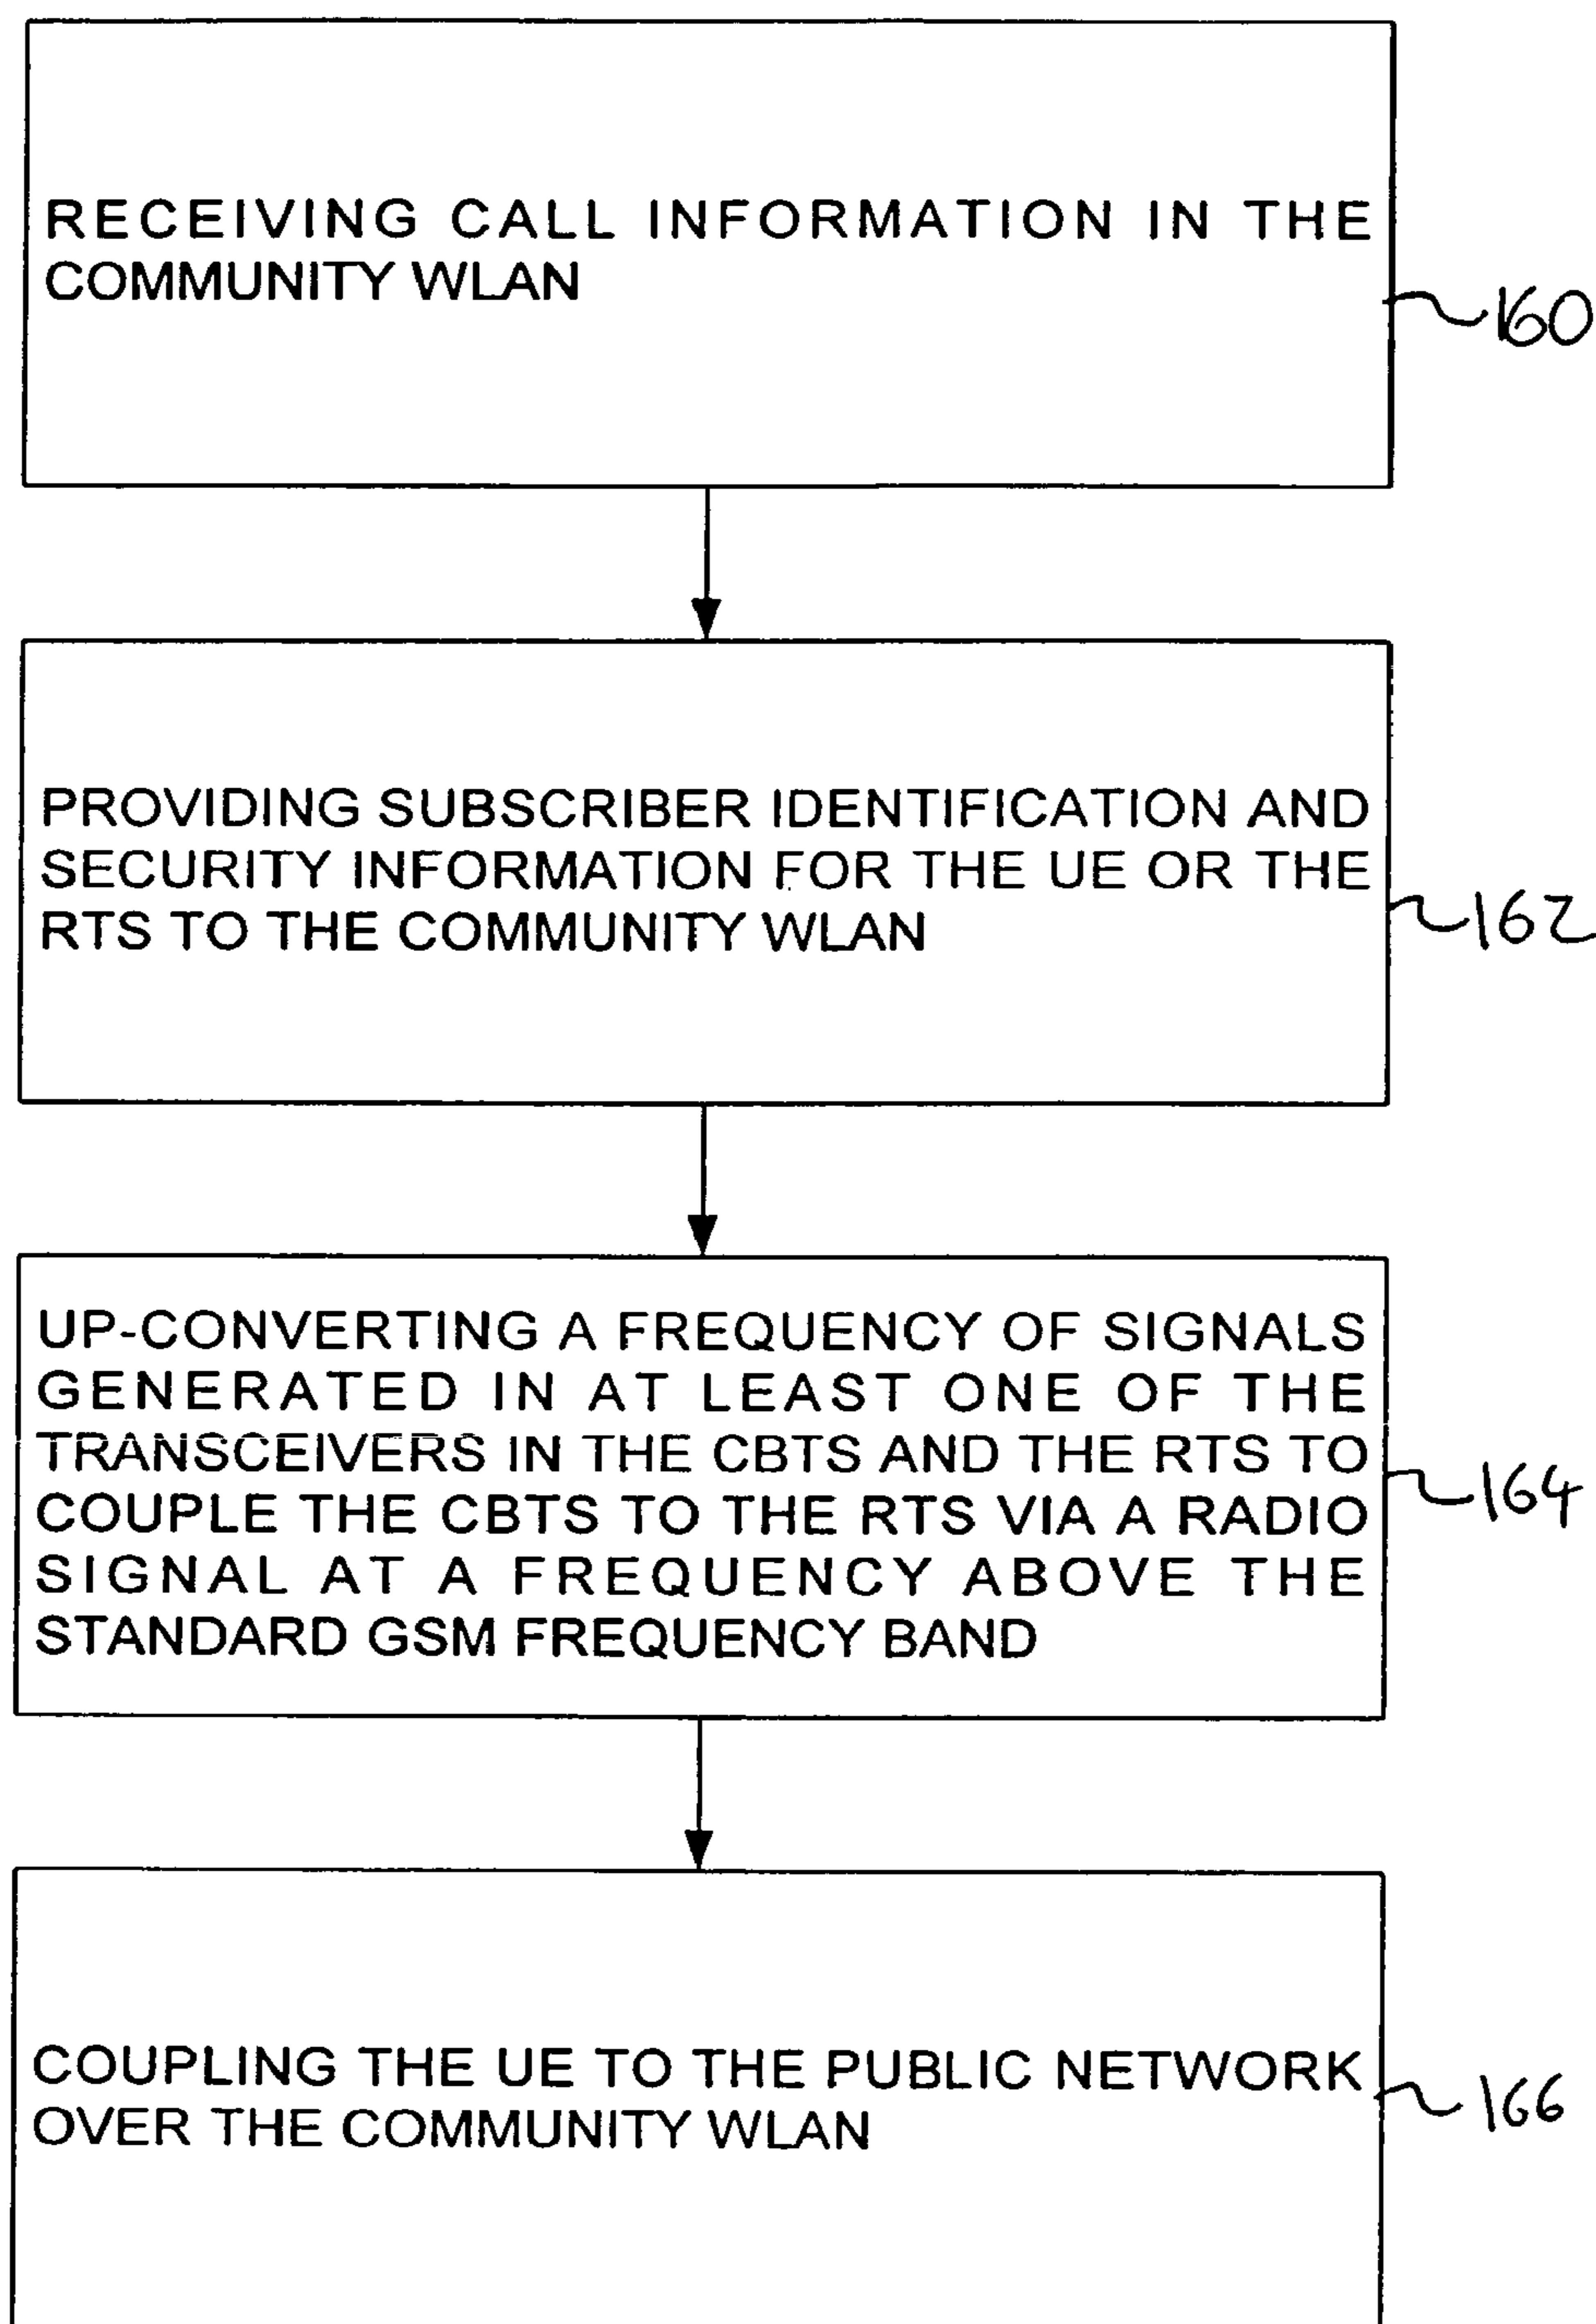 RECEIVING CALL INFORMATION IN THE
COMMUNITY WLAN
160
PROVIDING SUBSCRIBER IDENTIFICATION AND
SECURITY INFORMATION FOR THE UE OR THE
RTS TO THE COMMUNITY WLAN
162
UP-CONVERTING A FREQUENCY OF SIGNALS
GENERATED IN AT LEAST ONE OF THE
TRANSCEIVERS IN THE CBTS AND THE RTS TO
COUPLE THE CBTS TO THE RTS VIA A RADIO
SIGNAL AT A FREQUENCY ABOVE THE
STANDARD GSM FREQUENCY BAND
164
COUPLING THE UE TO THE PUBLIC NETWORK
OVER THE COMMUNITY WLAN
166